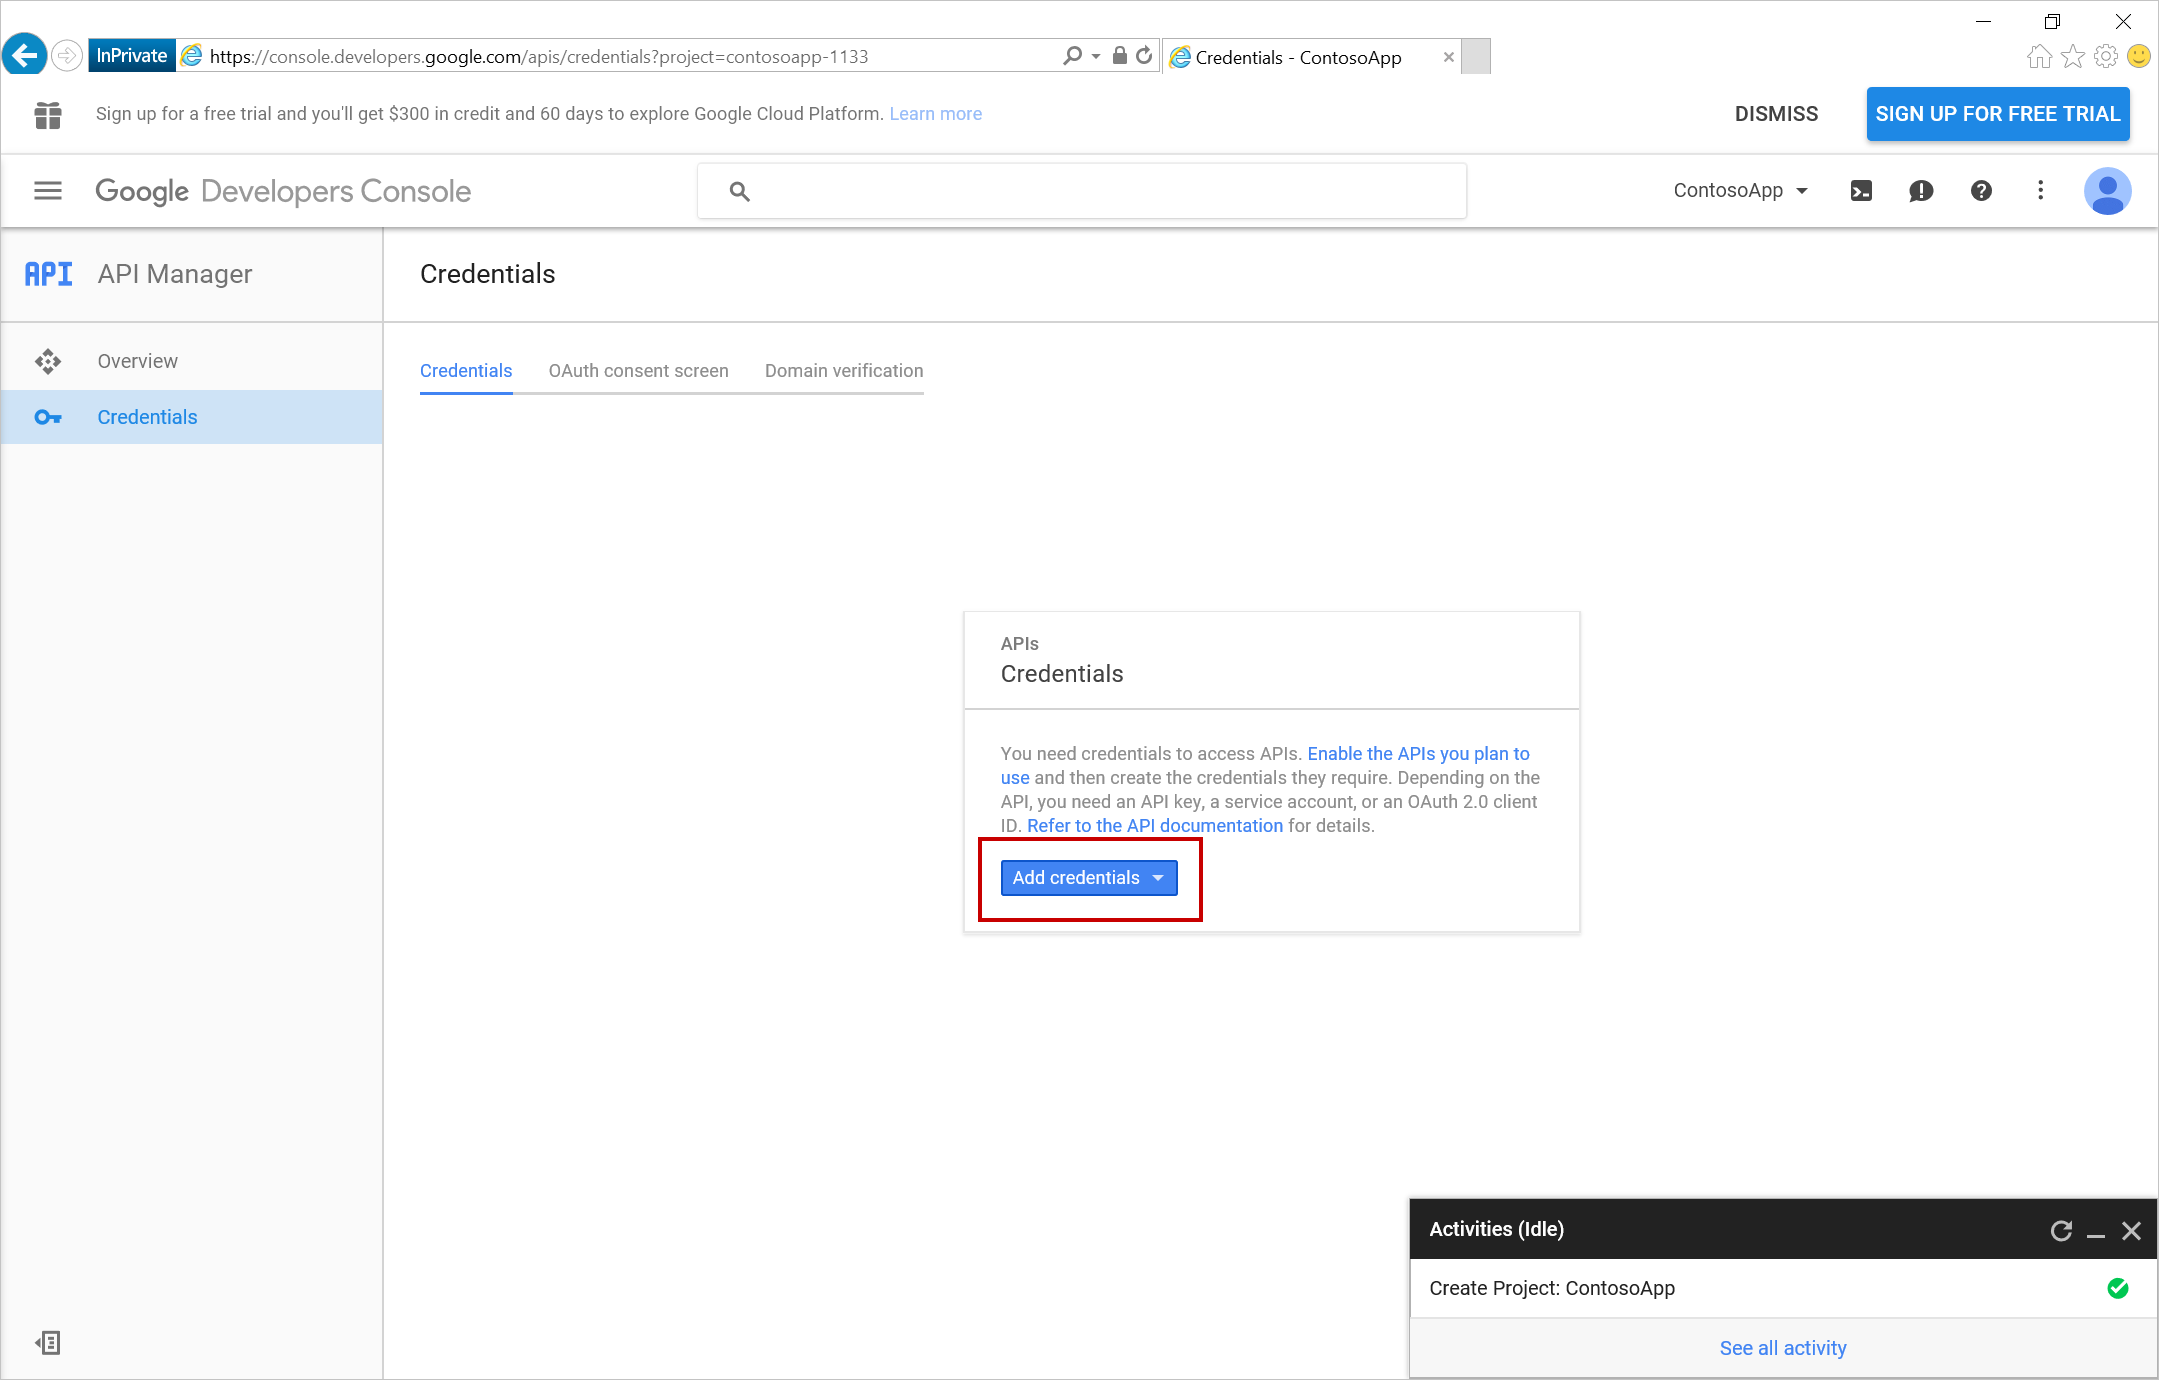 InPrivate https://console.developers.google.com/apis/credentials?project=contosoapp-1133 Credentials - ContosoApp
Sign up for a free trial and you'll get $300 in credit and 60 days to explore Google Cloud Platform. Learn more DISMISS SIGN UP FOR FREE TRIAL
Google Developers Console ContosoApp
API API Manager
Credentials
Overview
Credentials
Credentials OAuth consent screen Domain verification
APIs
Credentials
You need credentials to access APIs. Enable the APIs you plan to
use and then create the credentials they require. Depending on the
API, you need an API key, a service account, or an OAuth 2.0 client
ID. Refer to the API documentation for details.
Add credentials
Activities (Idle)
Create Project: ContosoApp
See all activity